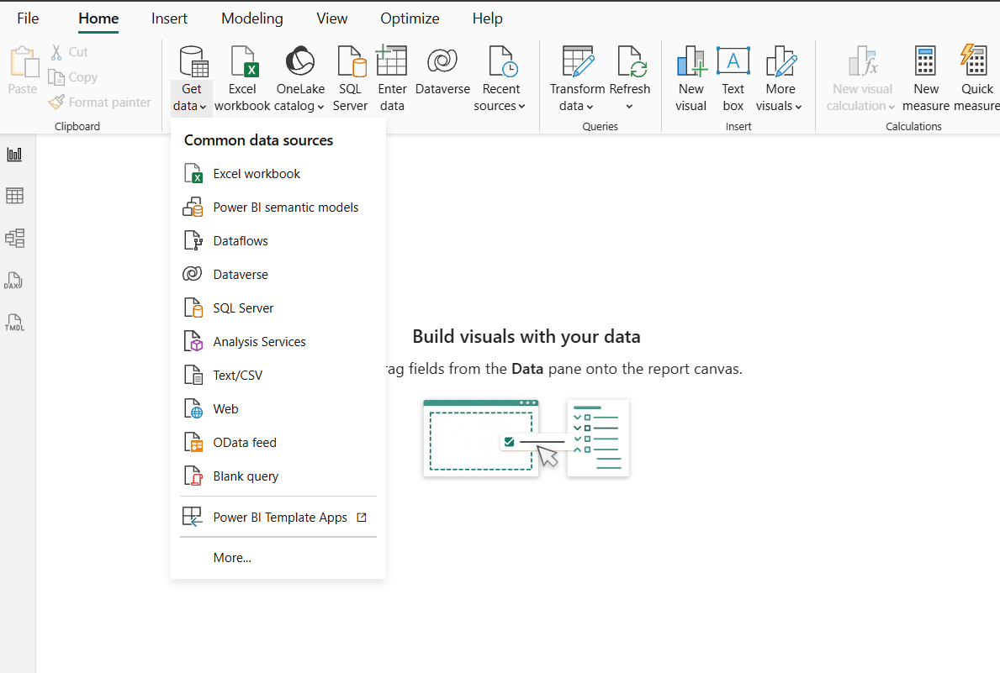 File Home Insert Modeling View Optimize Help
Paste
Cut
Copy
Format painter
Clipboard
Get
data
Excel
workbook
OneLake
catalog
SQL
Server
Enter
data
Dataverse
Recent
sources
Transform
data
Refresh
Queries
New
visual
Text
box
More
visuals
Insert
New visual
calculation
New
measure
Quick
measure
Calculations
DAX
TMDL
Common data sources
Excel workbook
Power BI semantic models
Dataflows
Dataverse
SQL Server
Analysis Services
Text/CSV
Web
OData feed
Blank query
Power BI Template Apps
More...
Build visuals with your data
rag fields from the Data pane onto the report canvas.